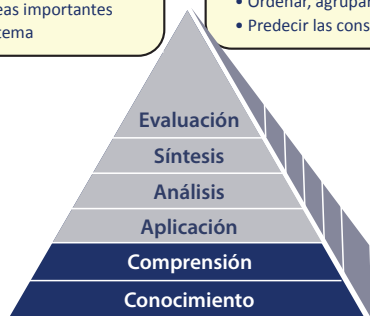 eas importantes
tema
• Ordenar, agrupar
• Predecir las cons
Evaluación
Síntesis
Análisis
Aplicación
Comprensión
Conocimiento